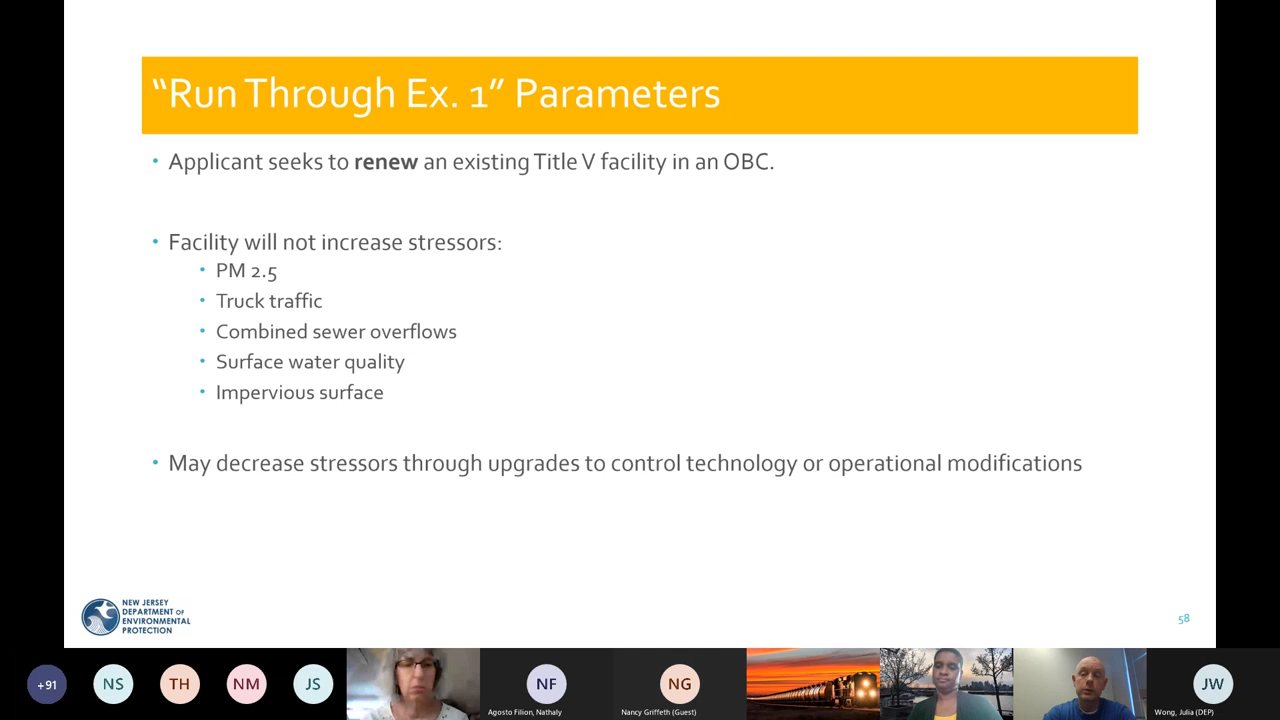 “Run Through Ex. 1” Parameters
• Applicant seeks to renew an existing Title V facility in an OBC.
• Facility will not increase stressors:
• PM 2.5
• Truck traffic
• Combined sewer overflows
• Surface water quality
• Impervious surface
• May decrease stressors through upgrades to control technology or operational modifications
NEW JERSEY
DEPARTMENT OF
ENVIRONMENTAL
PROTECTION
58
+91
NS
TH
NM
JS
NF
NG
JW
Agosto Filion, Nathaly
Nancy Griffeth (Guest)
Wong, Julia (DEP)